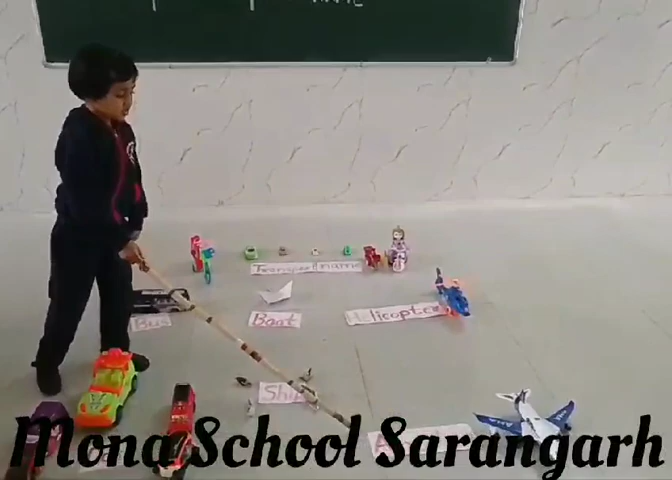 Transport name
Bus
Boat
Helicopter
Ship
Mona School Sarangarh